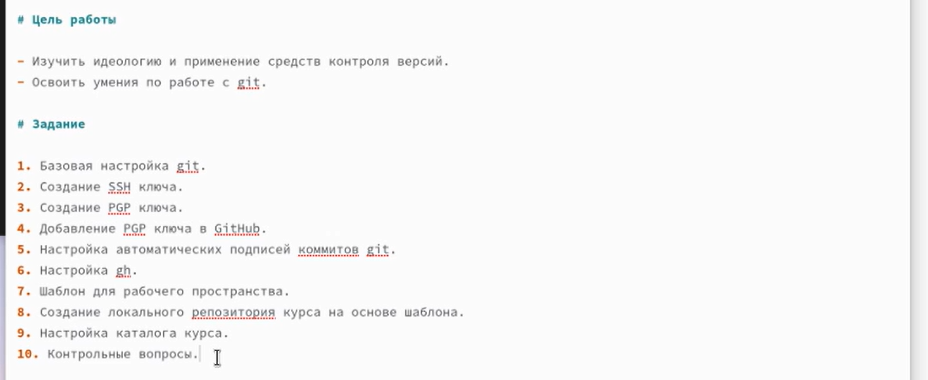 # Цель работы
- Изучить идеологию и применение средств контроля версий.
- Освоить умения по работе с git.
# Задание
1. Базовая настройка git.
2. Создание SSH ключа.
3. Создание PGP ключа.
4. Добавление PGP ключа в GitHub.
5. Настройка автоматических подписей коммитов git.
6. Настройка gh.
7. Шаблон для рабочего пространства.
8. Создание локального репозитория курса на основе шаблона.
9. Настройка каталога курса.
10. Контрольные вопросы.